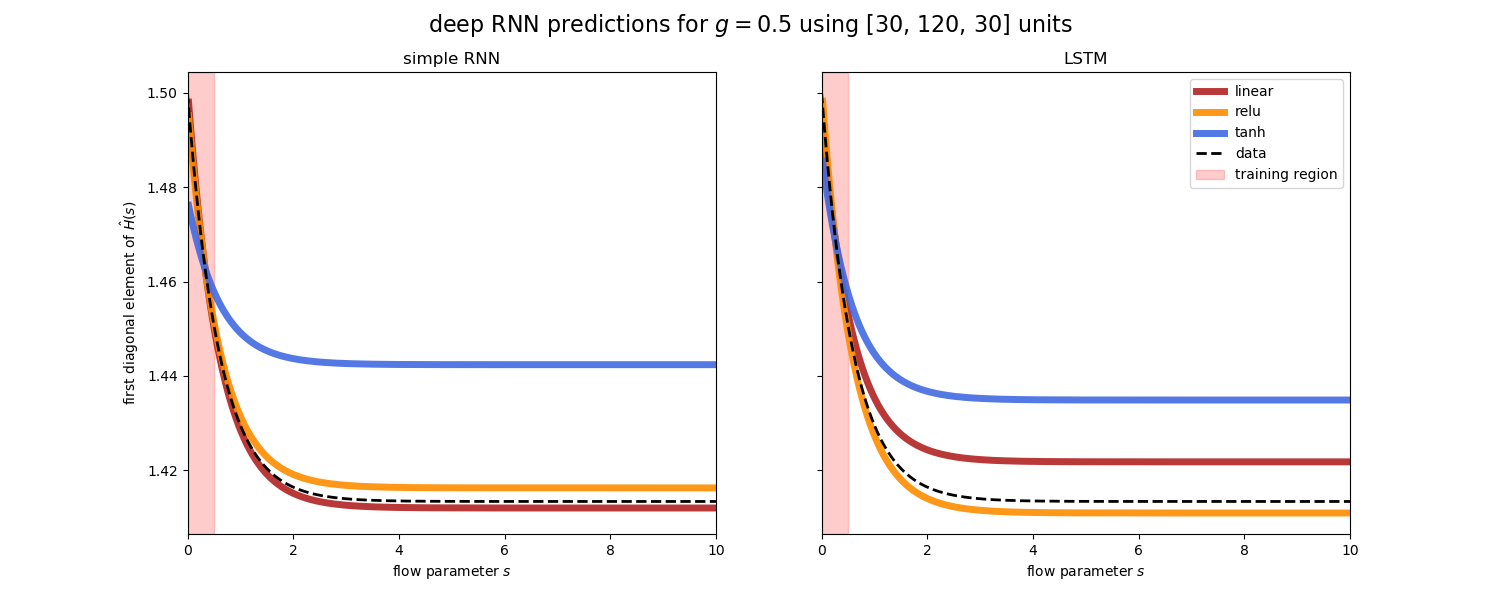 deep RNN predictions for g = 0.5 using [30, 120, 30] units
simple RNN
first diagonal element of Ĥ(s)
1.50
1.48
1.46
1.44
1.42
0 2 4 6 8 10
flow parameter s
LSTM
linear
relu
tanh
data
training region
0 2 4 6 8 10
flow parameter s